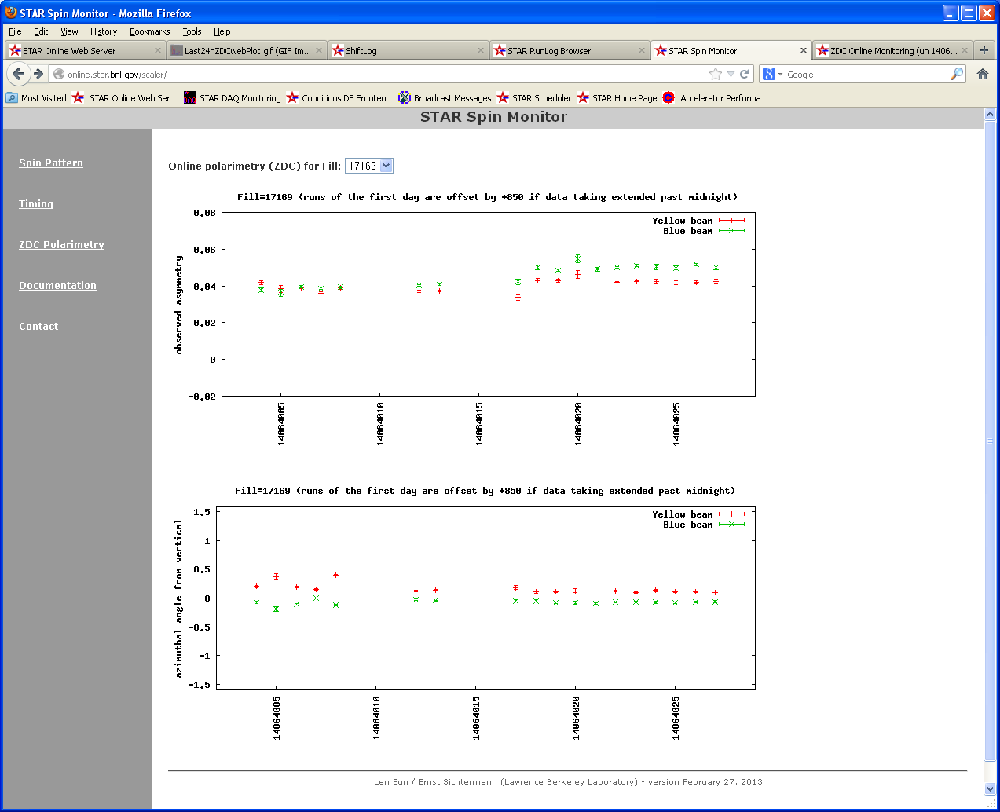 STAR Spin Monitor - Mozilla Firefox
File Edit View History Bookmarks Tools Help
STAR Online Web Server Last24hZDCwebPlot.gif (GIF Im... ShiftLog STAR RunLog Browser STAR Spin Monitor ZDC Online Monitoring (un 1406...
online.star.bnl.gov/scaler/ Google
Most Visited STAR Online Web Ser... STAR DAQ Monitoring Conditions DB Fronten... Broadcast Messages STAR Scheduler STAR Home Page Accelerator Performa...
STAR Spin Monitor
Spin Pattern
Timing
ZDC Polarimetry
Documentation
Contact
Online polarimetry (ZDC) for Fill: 17169
Fill=17169 (runs of the first day are offset by +850 if data taking extended past midnight)
Yellow beam
Blue beam
observed asymmetry
0.08
0.06
0.04
0.02
0
-0.02
14064005 14064010 14064015 14064020 14064025
Fill=17169 (runs of the first day are offset by +850 if data taking extended past midnight)
Yellow beam
Blue beam
azimuthal angle from vertical
1.5
1
0.5
0
-0.5
-1
-1.5
14064005 14064010 14064015 14064020 14064025
Len Eun / Ernst Sichtermann (Lawrence Berkeley Laboratory) - version February 27, 2013